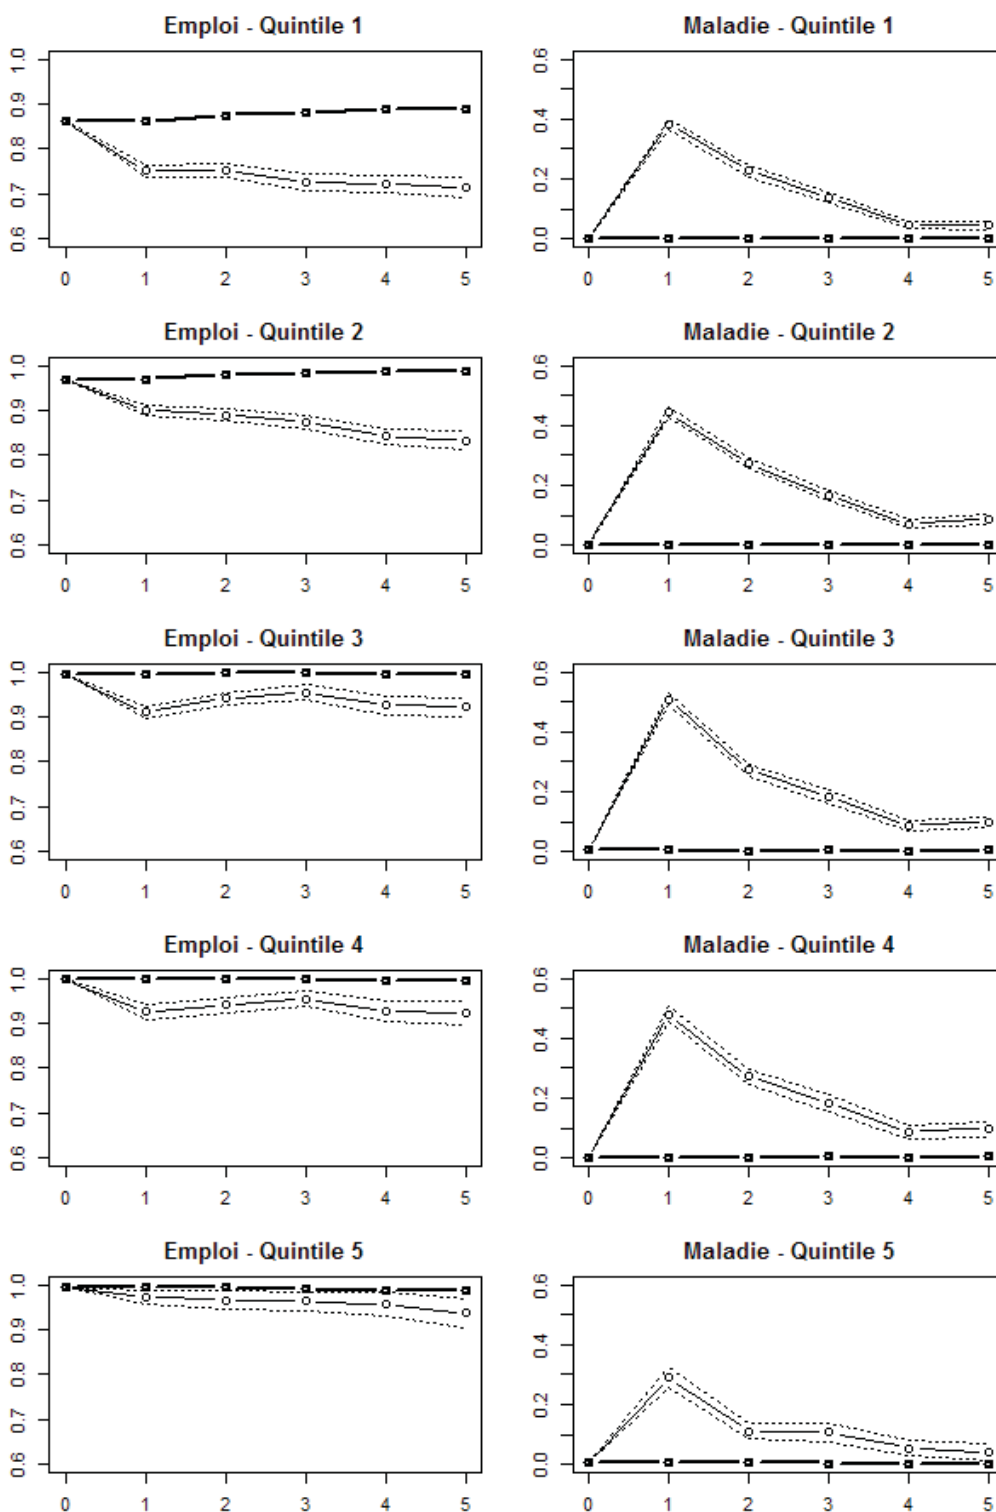 Emploi - Quintile 1
1.0
0.9
0.8
0.7
0.6
0 1 2 3 4 5
Maladie - Quintile 1
0.6
0.4
0.2
0.0
0 1 2 3 4 5
Emploi - Quintile 2
1.0
0.9
0.8
0.7
0.6
0 1 2 3 4 5
Maladie - Quintile 2
0.6
0.4
0.2
0.0
0 1 2 3 4 5
Emploi - Quintile 3
1.0
0.9
0.8
0.7
0.6
0 1 2 3 4 5
Maladie - Quintile 3
0.6
0.4
0.2
0.0
0 1 2 3 4 5
Emploi - Quintile 4
1.0
0.9
0.8
0.7
0.6
0 1 2 3 4 5
Maladie - Quintile 4
0.6
0.4
0.2
0.0
0 1 2 3 4 5
Emploi - Quintile 5
1.0
0.9
0.8
0.7
0.6
0 1 2 3 4 5
Maladie - Quintile 5
0.6
0.4
0.2
0.0
0 1 2 3 4 5